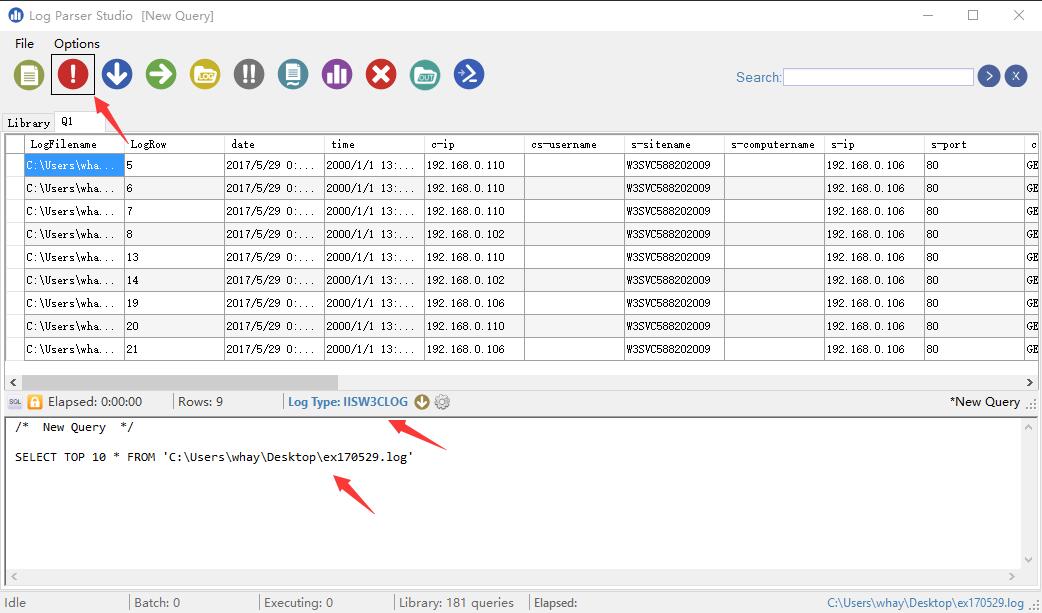 Log Parser Studio [New Query]
File Options
LOG !! OUT
Search: > X
Library Q1
LogFilename LogRow date time c-ip cs-username s-sitename s-computername s-ip s-port c
C:\Users\wha... 5 2017/5/29 0:... 2000/1/1 13:... 192.168.0.110 W3SVC588202009 192.168.0.106 80 GE
C:\Users\wha... 6 2017/5/29 0:... 2000/1/1 13:... 192.168.0.110 W3SVC588202009 192.168.0.106 80 GE
C:\Users\wha... 7 2017/5/29 0:... 2000/1/1 13:... 192.168.0.110 W3SVC588202009 192.168.0.106 80 GE
C:\Users\wha... 8 2017/5/29 0:... 2000/1/1 13:... 192.168.0.102 W3SVC588202009 192.168.0.106 80 GE
C:\Users\wha... 13 2017/5/29 0:... 2000/1/1 13:... 192.168.0.110 W3SVC588202009 192.168.0.106 80 GE
C:\Users\wha... 14 2017/5/29 0:... 2000/1/1 13:... 192.168.0.102 W3SVC588202009 192.168.0.106 80 GE
C:\Users\wha... 19 2017/5/29 0:... 2000/1/1 13:... 192.168.0.106 W3SVC588202009 192.168.0.106 80 GE
C:\Users\wha... 20 2017/5/29 0:... 2000/1/1 13:... 192.168.0.110 W3SVC588202009 192.168.0.106 80 GE
C:\Users\wha... 21 2017/5/29 0:... 2000/1/1 13:... 192.168.0.106 W3SVC588202009 192.168.0.106 80 GE
SQL Elapsed: 0:00:00 Rows: 9 Log Type: IISW3CLOG *New Query
/* New Query */
SELECT TOP 10 * FROM 'C:\Users\whay\Desktop\ex170529.log'
Idle Batch: 0 Executing: 0 Library: 181 queries Elapsed: C:\Users\whay\Desktop\ex170529.log